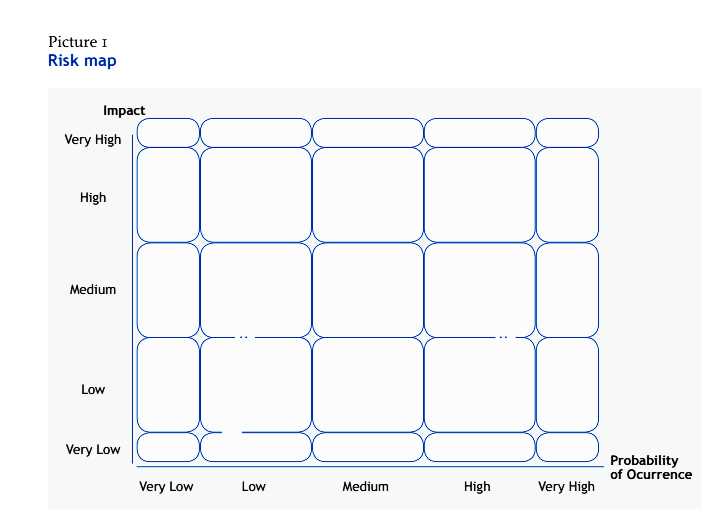 Picture 1
Risk map
Impact
Very High
High
Medium
Low
Very Low
Probability
of Ocurrence
Very Low Low Medium High Very High